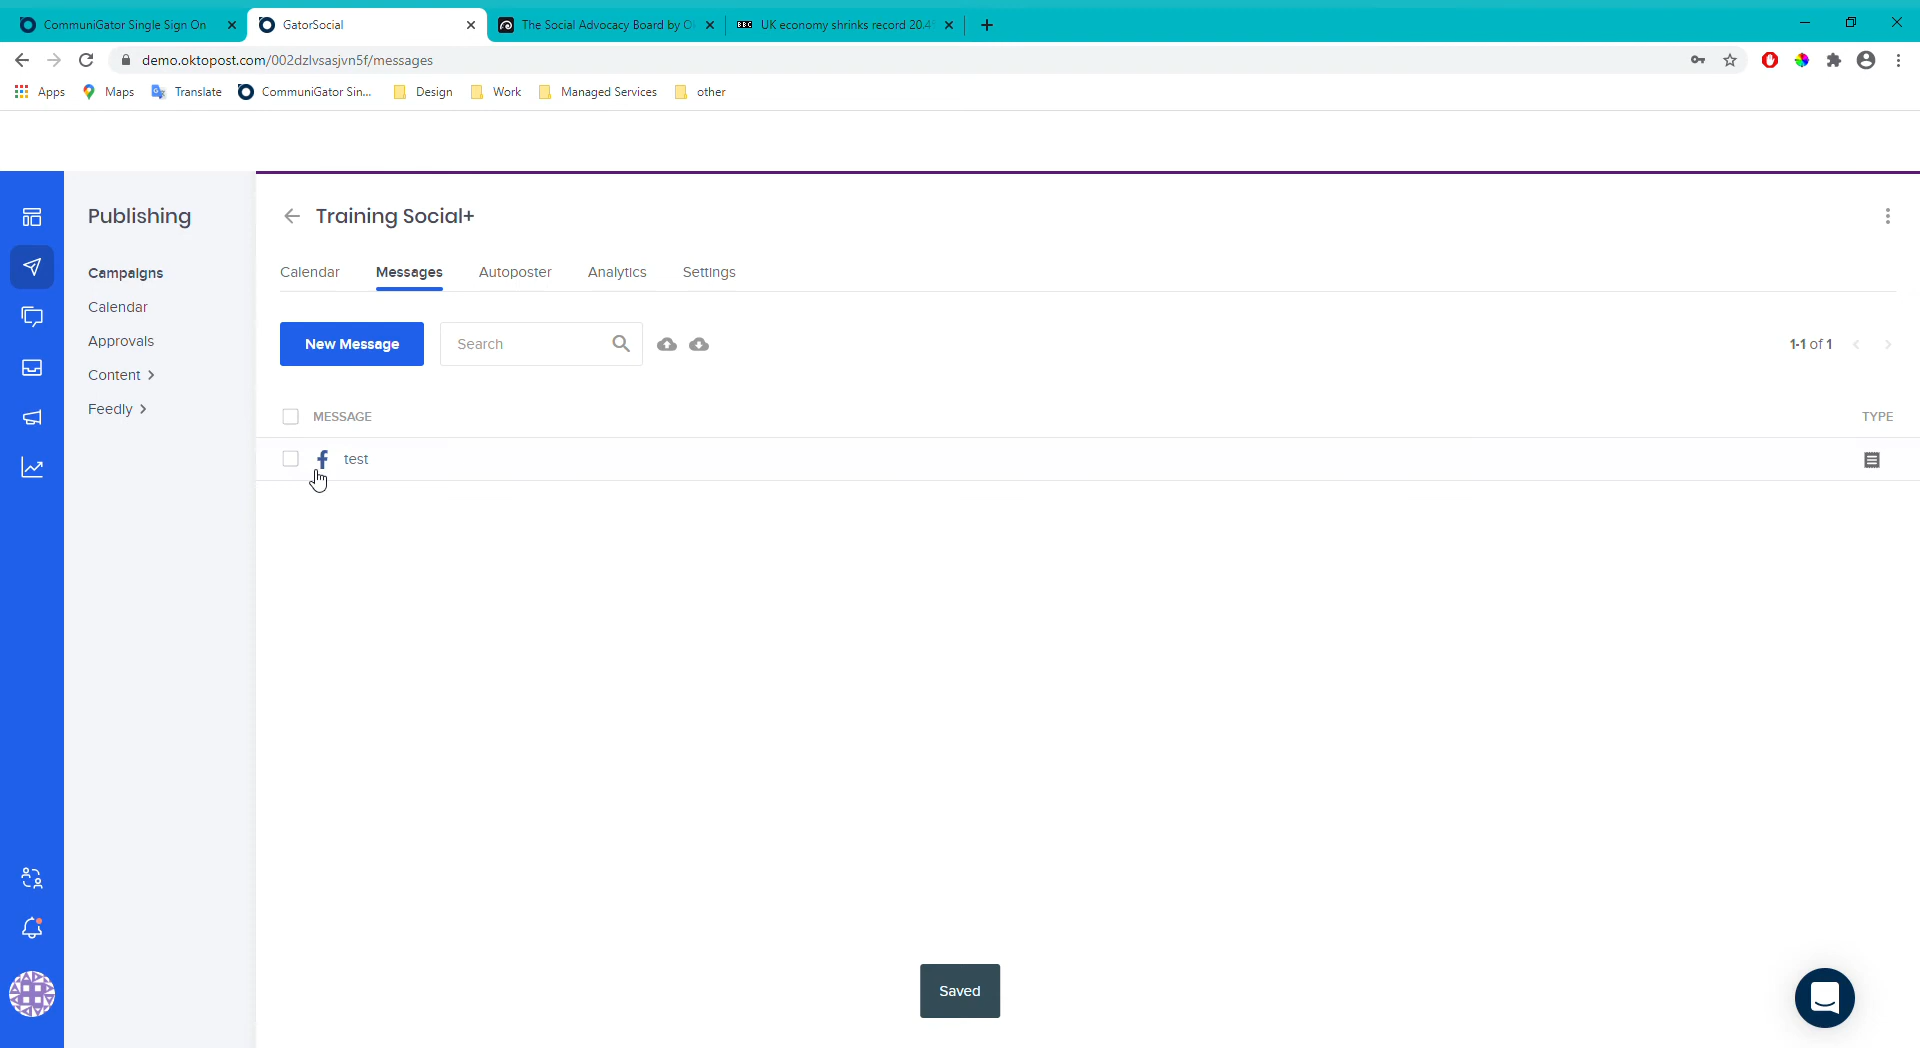 CommuniGator Single Sign On
GatorSocial
The Social Advocacy Board by O
BBC UK economy shrinks record 20.4
demo.oktopost.com/002dzlvsasjvn5f/messages
Apps Maps Translate CommuniGator Sin... Design Work Managed Services other
Publishing
Campaigns
Calendar
Approvals
Content
Feedly
Training Social+
Calendar Messages Autoposter Analytics Settings
New Message Search 1-1 of 1
MESSAGE TYPE
test
Saved